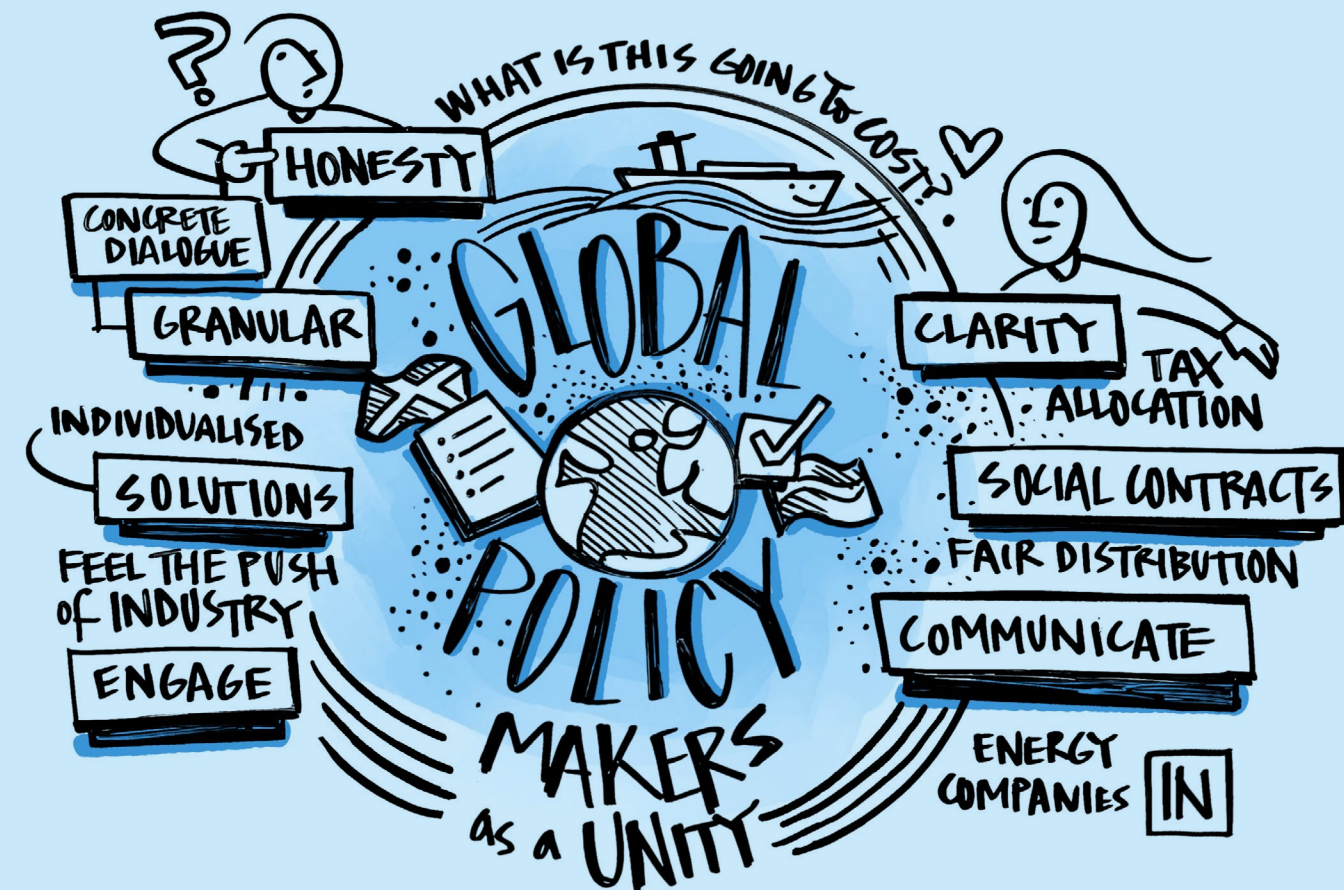 ?
WHAT IS THIS GOING To COST?
HONESTY
CONCRETE
DIALOGUE
GRANULAR
INDIVIDUALISED
SOLUTIONS
FEEL THE PUSH
of INDUSTRY
ENGAGE
GLOBAL
POLICY
MAKERS
as a UNITY
CLARITY
TAX
ALLOCATION
SOCIAL CONTRACTS
FAIR DISTRIBUTION
COMMUNICATE
ENERGY
COMPANIES IN